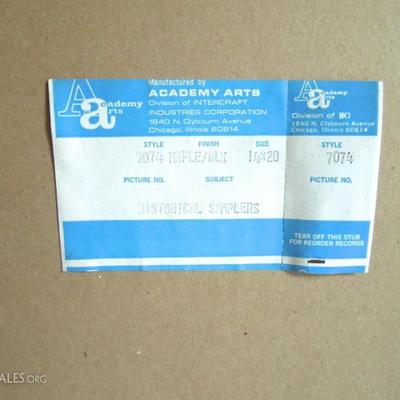 Academy
arts
Manufactured by
ACADEMY ARTS
Division of INTERCRAFT
INDUSTRIES CORPORATION
1840 N. Clybourn Avenue
Chicago, Illinois 60614
STYLE FINISH SIZE
7074 MAPLE/BLK 14X20
PICTURE NO. SUBJECT
HISTORICAL SAMPLERS
Academy
arts
Division of IIC
1840 N. Clybourn Avenue
Chicago, Illinois 60614
STYLE
7074
PICTURE NO.
TEAR OFF THIS STUB
FOR REORDER RECORDS
ALES.ORG